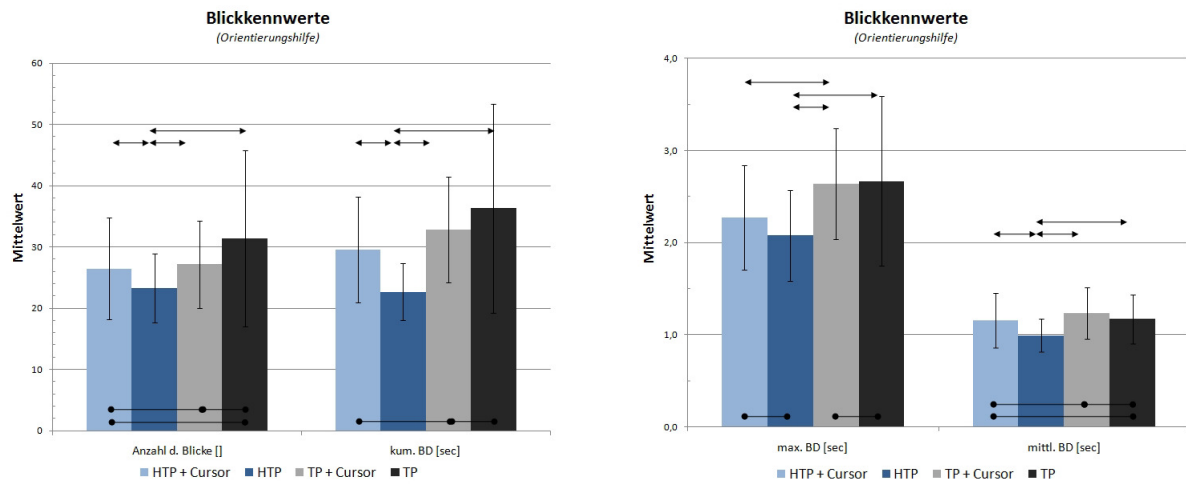 Blickkennwerte
(Orientierungshilfe)
Mittelwert
60
50
40
30
20
10
0
Anzahl d. Blicke []
kum. BD [sec]
HTP + Cursor
HTP
TP + Cursor
TP
Blickkennwerte
(Orientierungshilfe)
Mittelwert
4,0
3,0
2,0
1,0
0,0
max. BD [sec]
mittl. BD [sec]
HTP + Cursor
HTP
TP + Cursor
TP